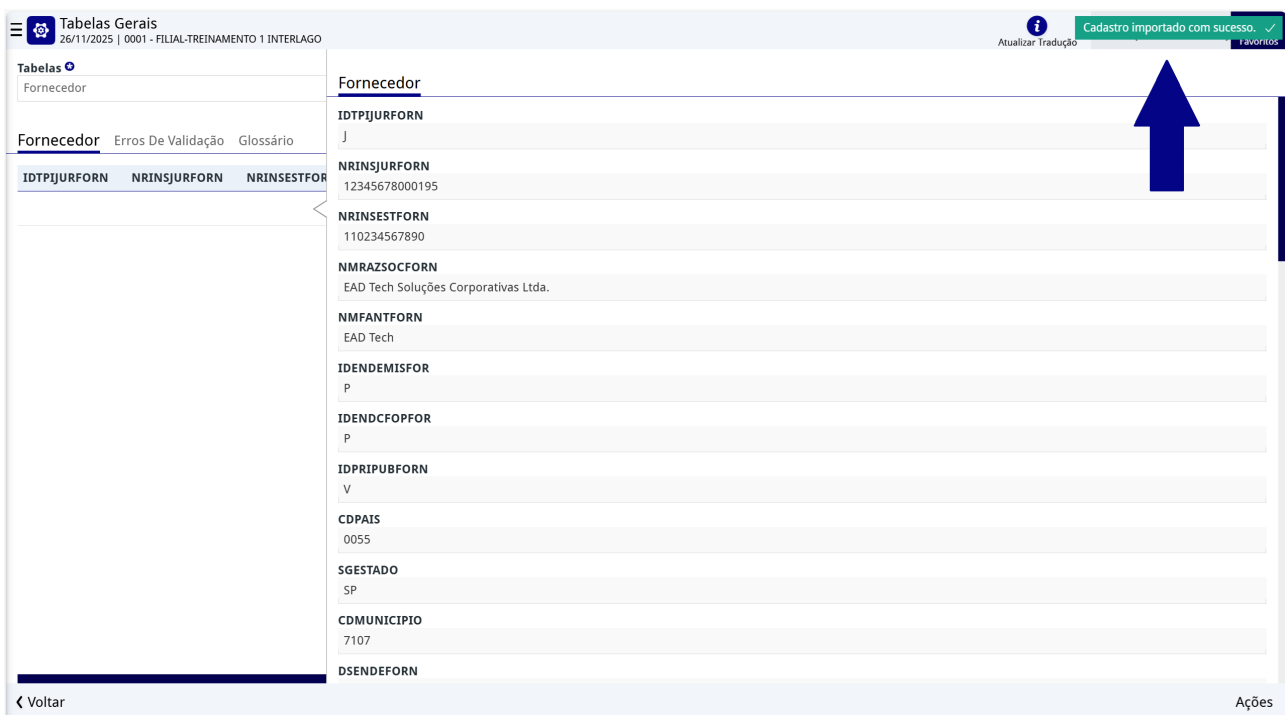 Tabelas Gerais
26/11/2025 | 0001 - FILIAL-TREINAMENTO 1 INTERLAGO
Atualizar Tradução
Cadastro importado com sucesso.
Favoritos
Tabelas
Fornecedor
Fornecedor Erros De Validação Glossário
IDTPIJURFORN NRINSJURFORN NRINSESTFOR
Fornecedor
IDTPIJURFORN
J
NRINSJURFORN
12345678000195
NRINSESTFORN
110234567890
NMRAZSOCFORN
EAD Tech Soluções Corporativas Ltda.
NMFANTFORN
EAD Tech
IDENDEMISFOR
P
IDENDCFOPFOR
P
IDPRIPUBFORN
V
CDPAIS
0055
SGESTADO
SP
CDMUNICIPIO
7107
DSENDEFORN
Voltar
Ações